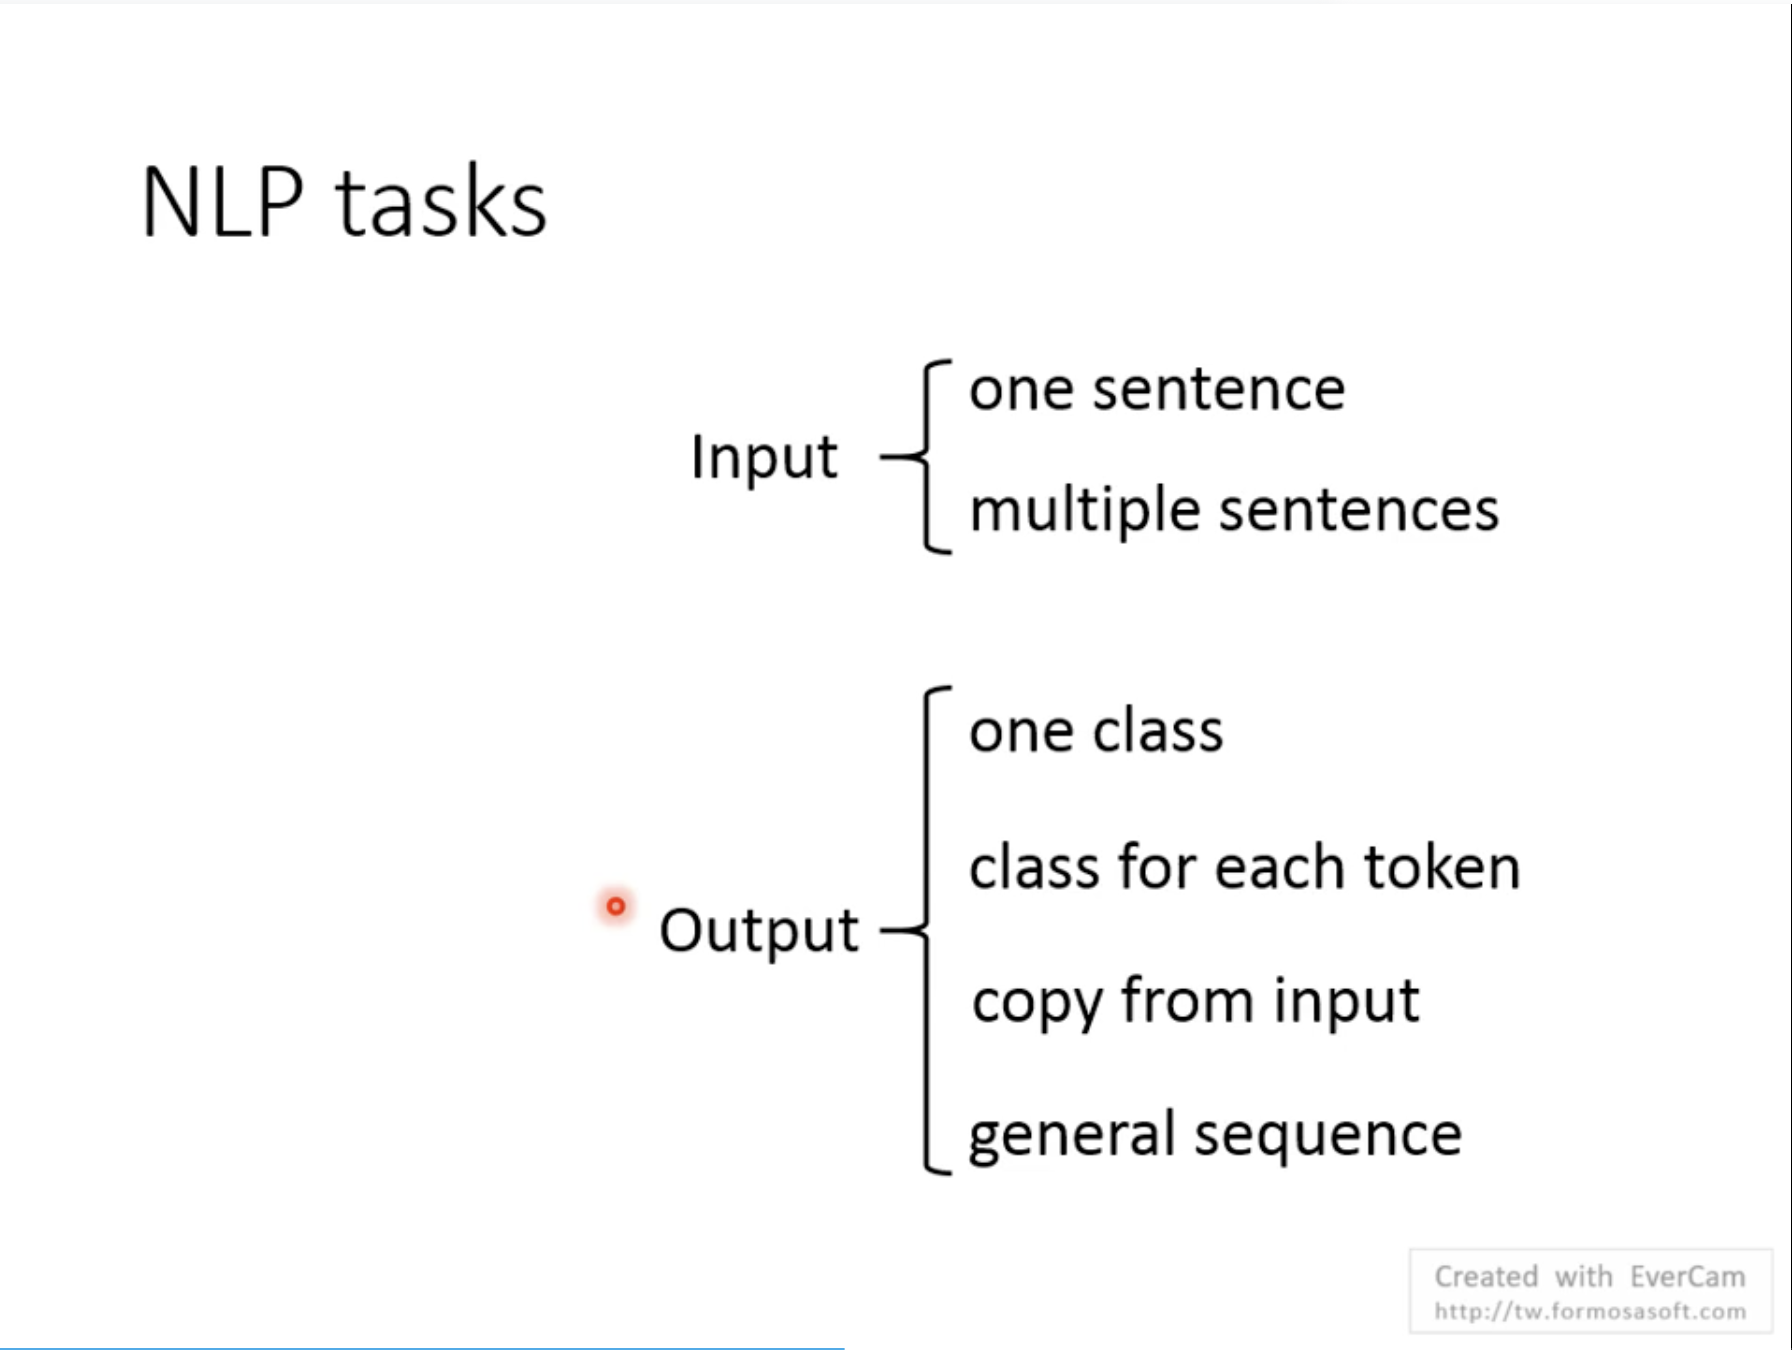 NLP tasks
one sentence
Input
multiple sentences
one class
class for each token
Output
copy from input
general sequence
Created with EverCam
http://tw.formosasoft.com